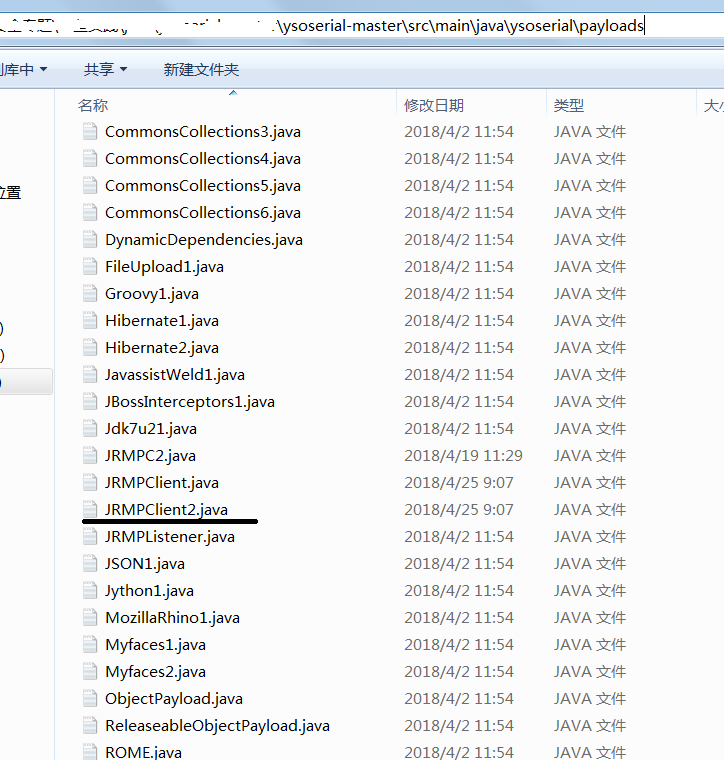 \ysoserial-master\src\main\java\ysoserial\payloads
库中 共享 新建文件夹
名称 修改日期 类型
CommonsCollections3.java 2018/4/2 11:54 JAVA 文件
CommonsCollections4.java 2018/4/2 11:54 JAVA 文件
CommonsCollections5.java 2018/4/2 11:54 JAVA 文件
位置
CommonsCollections6.java 2018/4/2 11:54 JAVA 文件
DynamicDependencies.java 2018/4/2 11:54 JAVA 文件
FileUpload1.java 2018/4/2 11:54 JAVA 文件
Groovy1.java 2018/4/2 11:54 JAVA 文件
Hibernate1.java 2018/4/2 11:54 JAVA 文件
)
Hibernate2.java 2018/4/2 11:54 JAVA 文件
)
JavassistWeld1.java 2018/4/2 11:54 JAVA 文件
)
JBossInterceptors1.java 2018/4/2 11:54 JAVA 文件
Jdk7u21.java 2018/4/2 11:54 JAVA 文件
JRMPC2.java 2018/4/19 11:29 JAVA 文件
JRMPClient.java 2018/4/25 9:07 JAVA 文件
JRMPClient2.java 2018/4/25 9:07 JAVA 文件
JRMPListener.java 2018/4/2 11:54 JAVA 文件
JSON1.java 2018/4/2 11:54 JAVA 文件
Jython1.java 2018/4/2 11:54 JAVA 文件
MozillaRhino1.java 2018/4/2 11:54 JAVA 文件
Myfaces1.java 2018/4/2 11:54 JAVA 文件
Myfaces2.java 2018/4/2 11:54 JAVA 文件
ObjectPayload.java 2018/4/2 11:54 JAVA 文件
ReleaseableObjectPayload.java 2018/4/2 11:54 JAVA 文件
ROME.java 2018/4/2 11:54 JAVA 文件